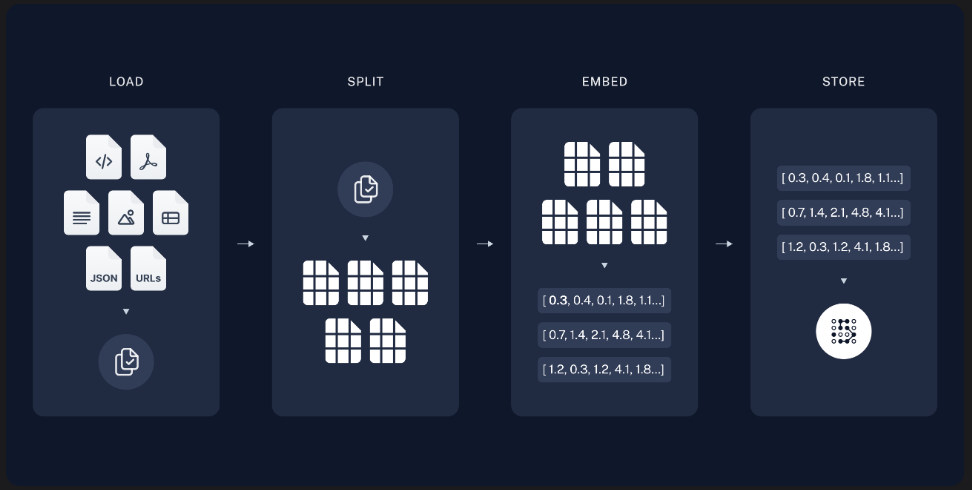 LOAD
SPLIT
EMBED
STORE
JSON
URLs
[ 0.3, 0.4, 0.1, 1.8, 1.1...]
[ 0.7, 1.4, 2.1, 4.8, 4.1...]
[ 1.2, 0.3, 1.2, 4.1, 1.8...]
[ 0.3, 0.4, 0.1, 1.8, 1.1...]
[ 0.7, 1.4, 2.1, 4.8, 4.1...]
[ 1.2, 0.3, 1.2, 4.1, 1.8...]